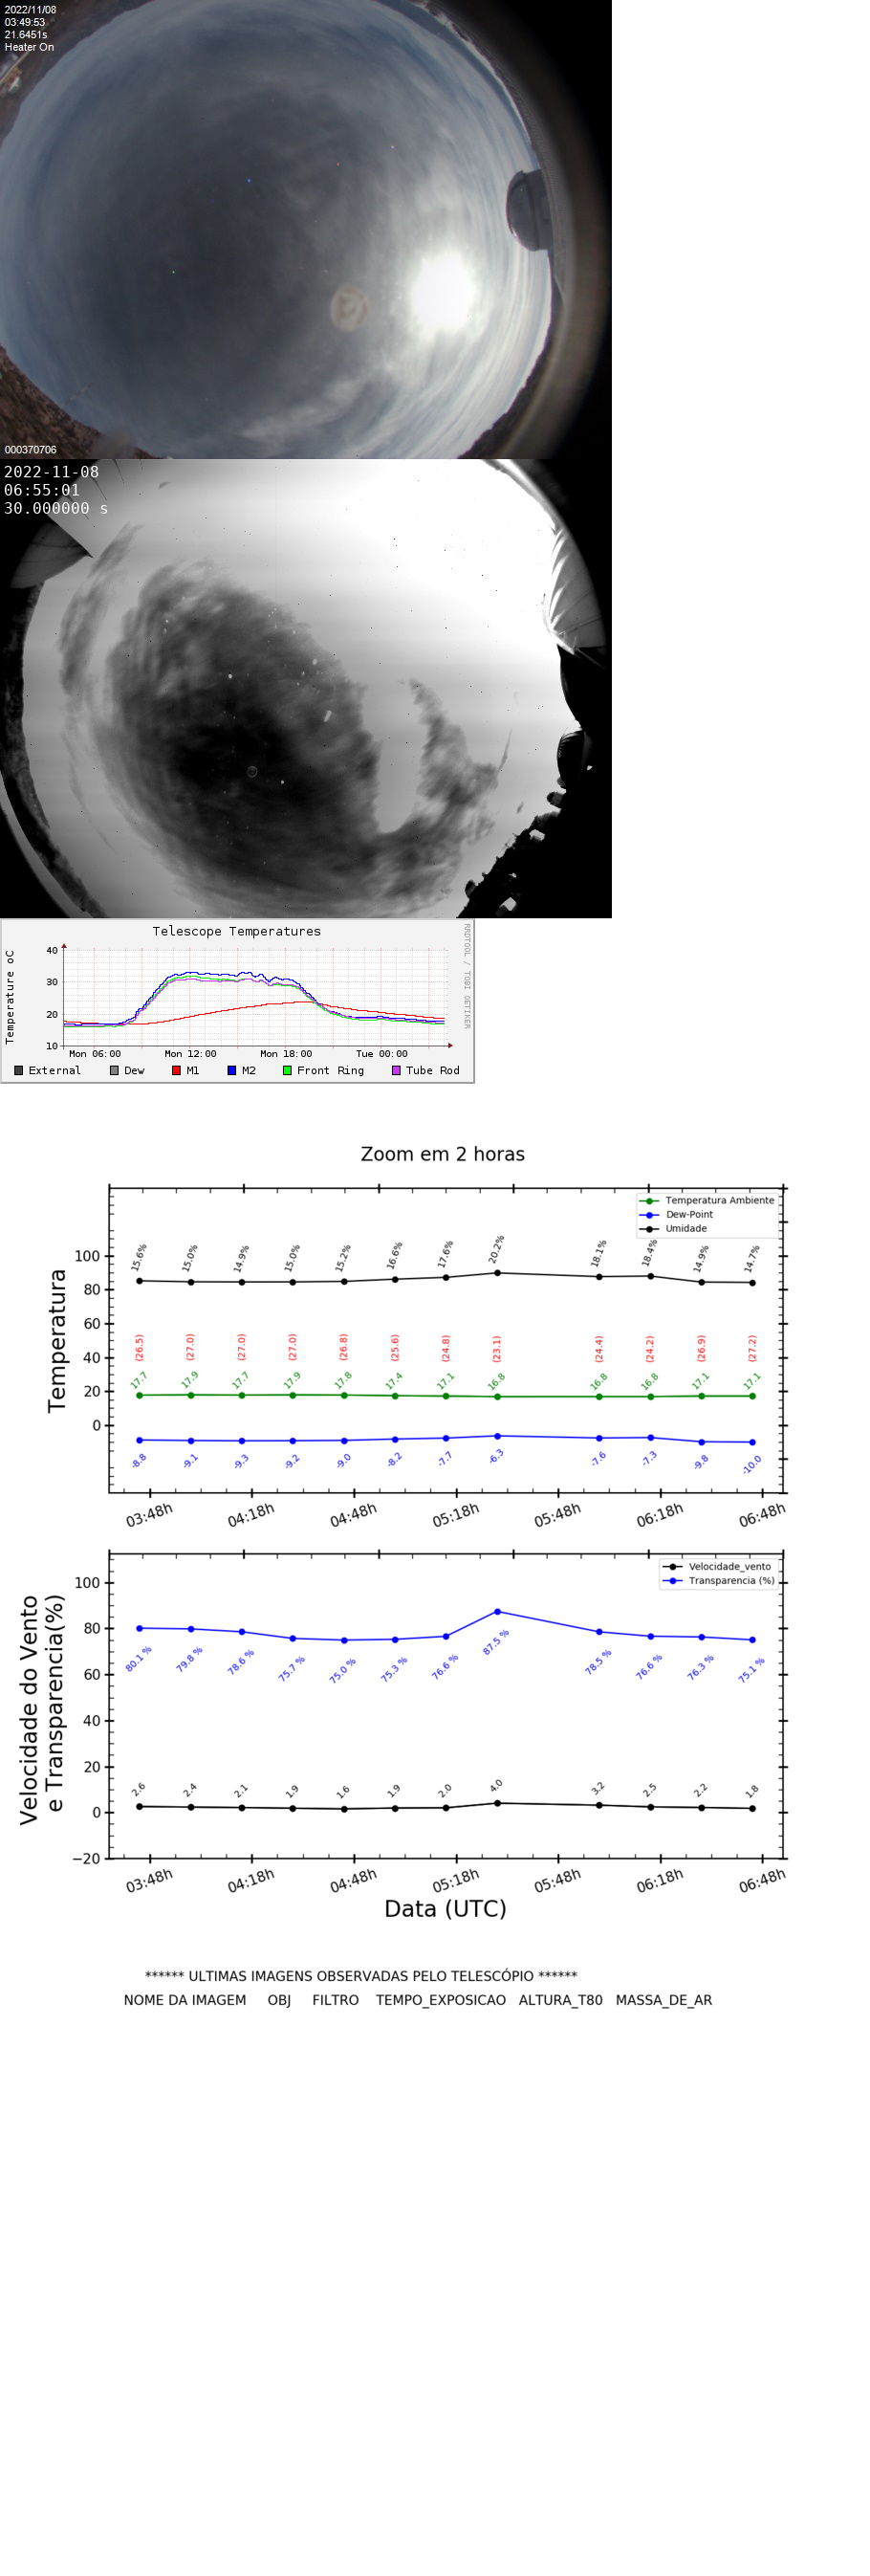 2022/11/08
03:49:53
21.6451s
Heater On
000370706
2022-11-08
06:55:01
30.000000 s
Telescope Temperatures
RRDTOOL / TOBI OETIKER
Temperature oC
40
30
20
10
Mon 06:00 Mon 12:00 Mon 18:00 Tue 00:00
External Dew M1 M2 Front Ring Tube Rod
Zoom em 2 horas
Temperatura Ambiente
Dew-Point
Umidade
Temperatura
100
80
60
40
20
0
15.6% 15.0% 14.9% 15.0% 15.2% 16.6% 17.6% 20.2% 18.1% 18.4% 14.9% 14.7%
(26.5) (27.0) (27.0) (27.0) (26.8) (25.6) (24.8) (23.1) (24.4) (24.2) (26.9) (27.2)
17.7 17.9 17.7 17.9 17.8 17.4 17.1 16.8 16.8 16.8 17.1 17.1
-8.8 -9.1 -9.3 -9.2 -9.0 -8.2 -7.7 -6.3 -7.6 -7.3 -9.8 -10.0
03:48h 04:18h 04:48h 05:18h 05:48h 06:18h 06:48h
Velocidade_vento
Transparencia (%)
Velocidade do Vento
e Transparencia(%)
100
80
60
40
20
0
−20
80.1 % 79.8 % 78.6 % 75.7 % 75.0 % 75.3 % 76.6 % 87.5 % 78.5 % 76.6 % 76.3 % 75.1 %
2.6 2.4 2.1 1.9 1.6 1.9 2.0 4.0 3.2 2.5 2.2 1.8
03:48h 04:18h 04:48h 05:18h 05:48h 06:18h 06:48h
Data (UTC)
****** ULTIMAS IMAGENS OBSERVADAS PELO TELESCÓPIO ******
NOME DA IMAGEM OBJ FILTRO TEMPO_EXPOSICAO ALTURA_T80 MASSA_DE_AR